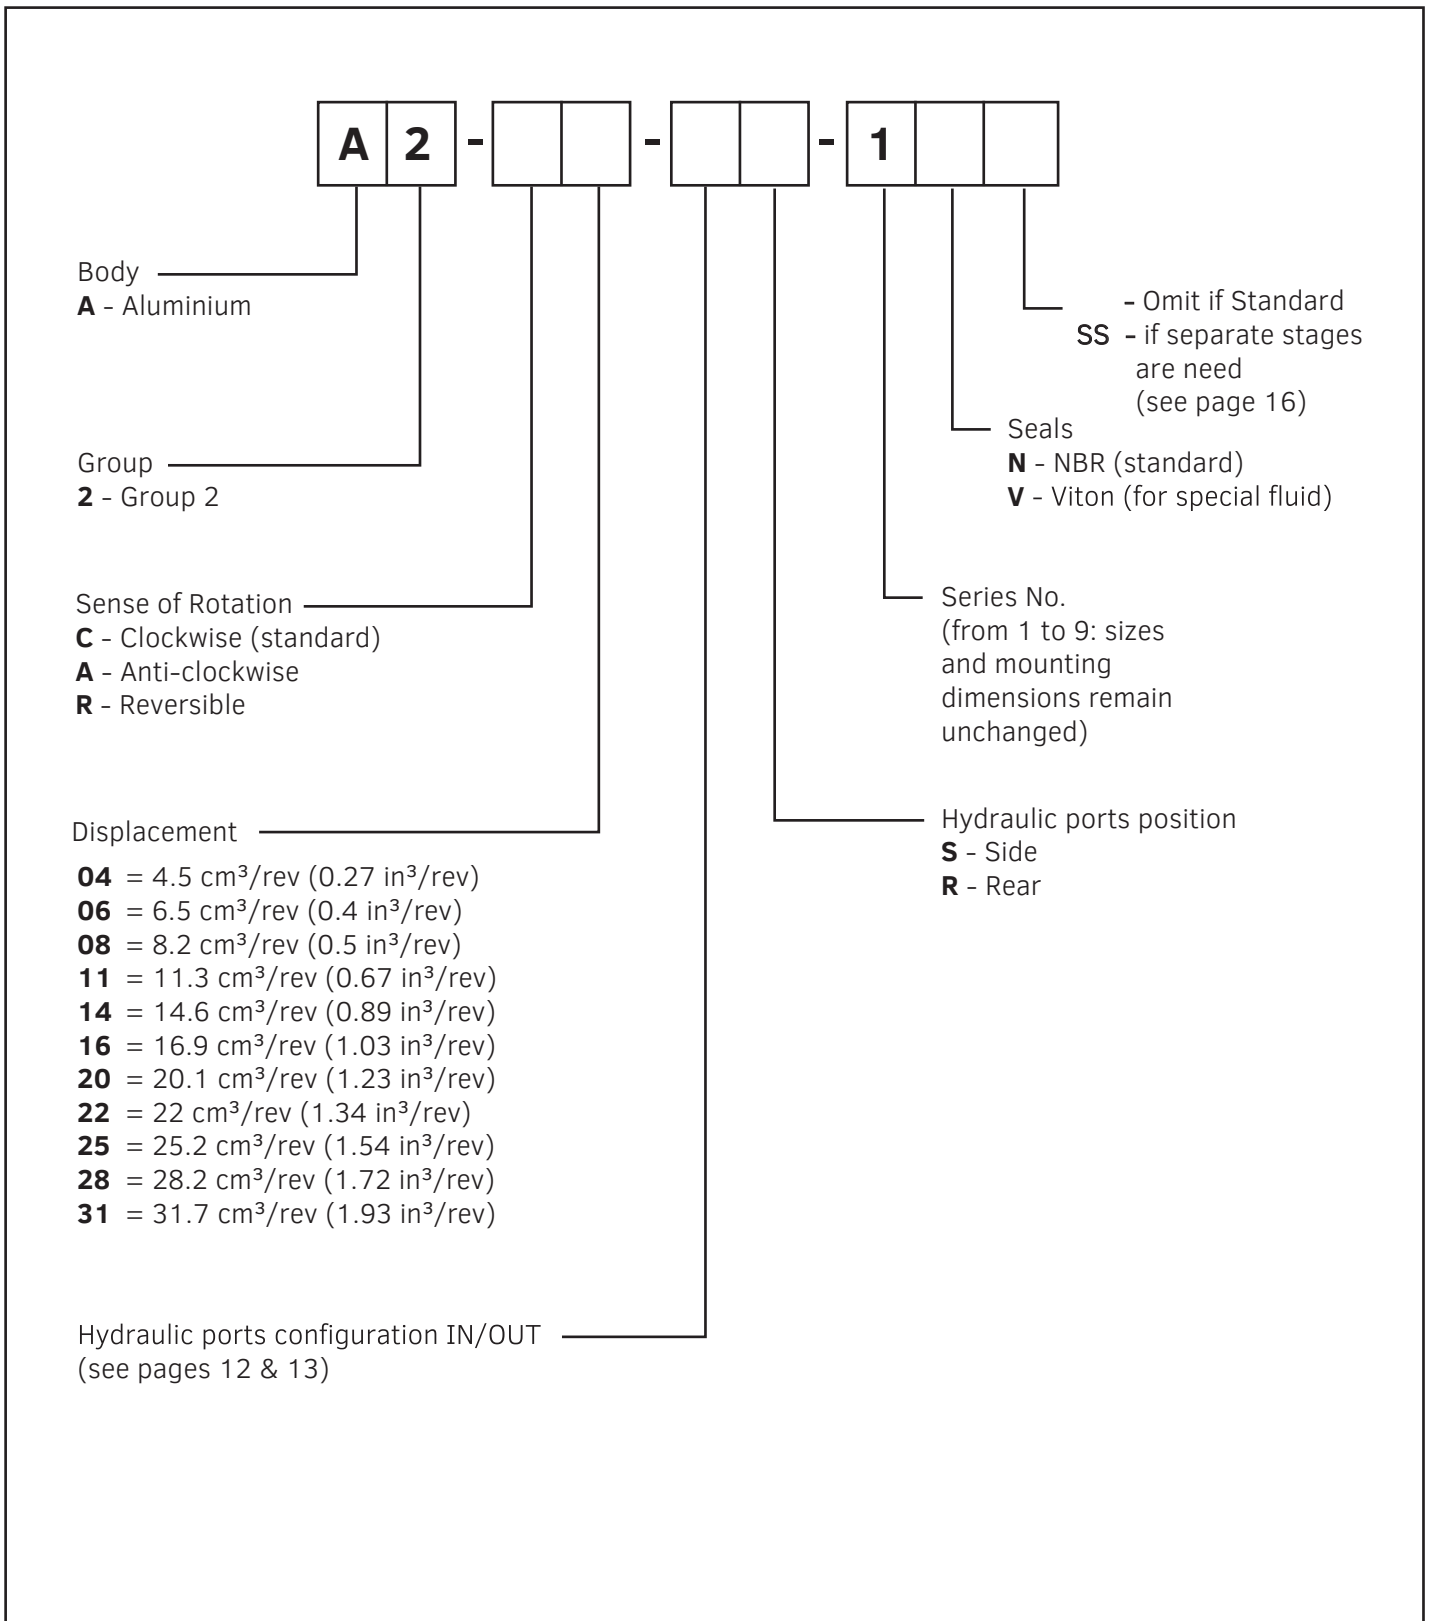 A 2 - - - 1
Body
A - Aluminium
Group
2 - Group 2
Sense of Rotation
C - Clockwise (standard)
A - Anti-clockwise
R - Reversible
Displacement
04 = 4.5 cm³/rev (0.27 in³/rev)
06 = 6.5 cm³/rev (0.4 in³/rev)
08 = 8.2 cm³/rev (0.5 in³/rev)
11 = 11.3 cm³/rev (0.67 in³/rev)
14 = 14.6 cm³/rev (0.89 in³/rev)
16 = 16.9 cm³/rev (1.03 in³/rev)
20 = 20.1 cm³/rev (1.23 in³/rev)
22 = 22 cm³/rev (1.34 in³/rev)
25 = 25.2 cm³/rev (1.54 in³/rev)
28 = 28.2 cm³/rev (1.72 in³/rev)
31 = 31.7 cm³/rev (1.93 in³/rev)
Hydraulic ports configuration IN/OUT
(see pages 12 & 13)
- Omit if Standard
SS - if separate stages
are need
(see page 16)
Seals
N - NBR (standard)
V - Viton (for special fluid)
Series No.
(from 1 to 9: sizes
and mounting
dimensions remain
unchanged)
Hydraulic ports position
S - Side
R - Rear